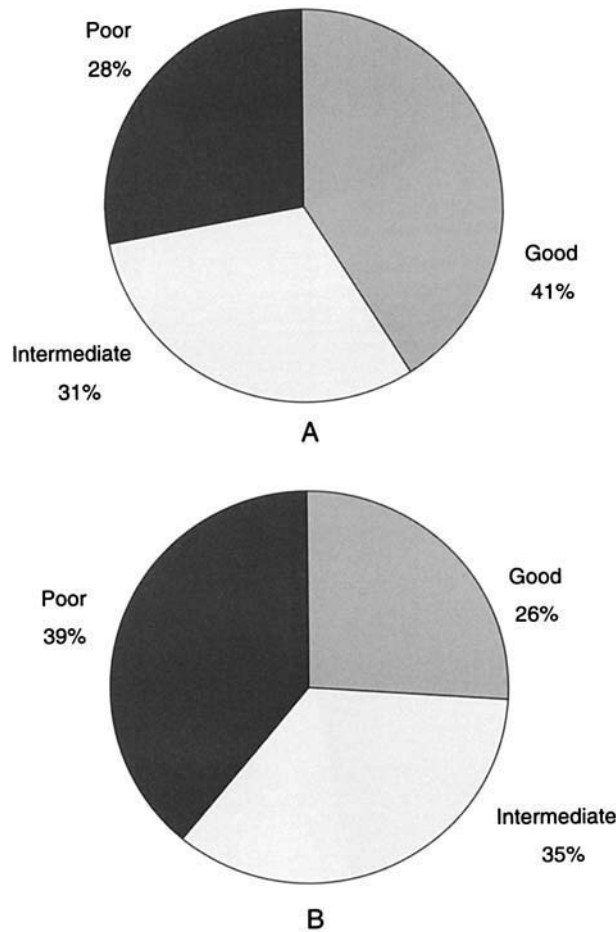 Poor
28%
Good
41%
Intermediate
31%
A
Poor
39%
Good
26%
Intermediate
35%
B